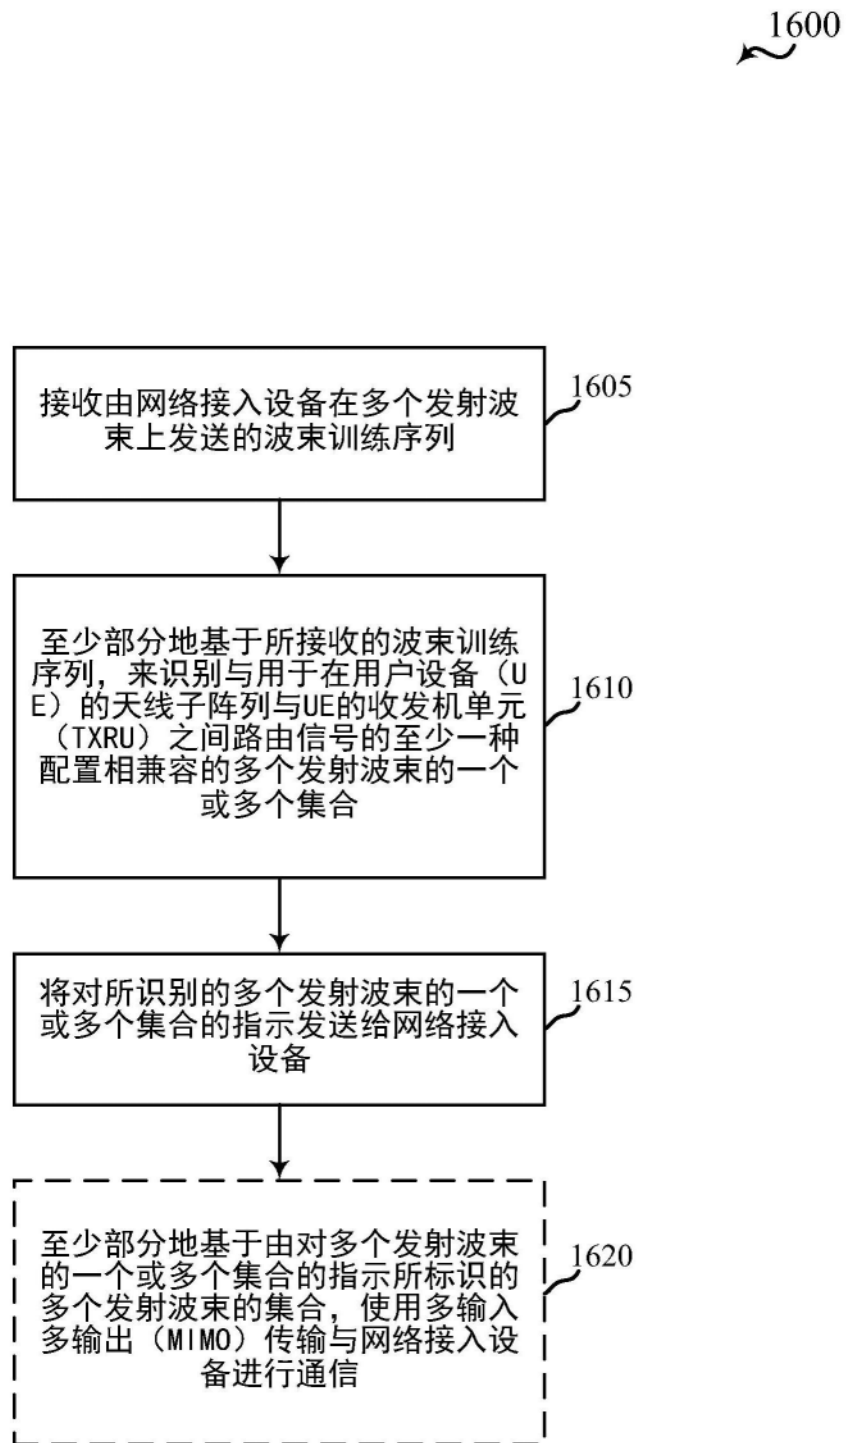 1600
接收由网络接入设备在多个发射波
束上发送的波束训练序列
1605
至少部分地基于所接收的波束训练
序列，来识别与用于在用户设备（U
E）的天线子阵列与UE的收发机单元
（TXRU）之间路由信号的至少一种
配置相兼容的多个发射波束的一个
或多个集合
1610
将对所识别的多个发射波束的一个
或多个集合的指示发送给网络接入
设备
1615
至少部分地基于由对多个发射波束
的一个或多个集合的指示所标识的
多个发射波束的集合，使用多输入
多输出（MIMO）传输与网络接入设
备进行通信
1620